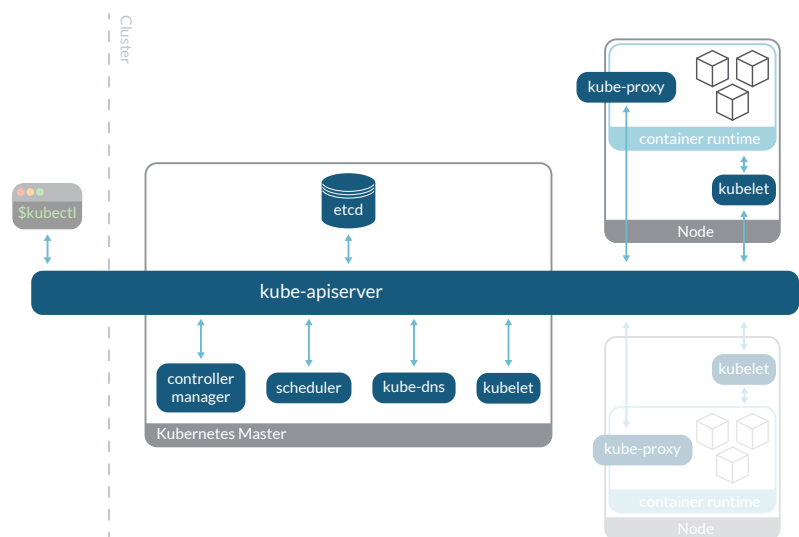 Cluster
kube-proxy
container runtime
kubelet
Node
$kubectl
etcd
kube-apiserver
controller
manager
scheduler
kube-dns
kubelet
Kubernetes Master
kubelet
kube-proxy
container runtime
Node